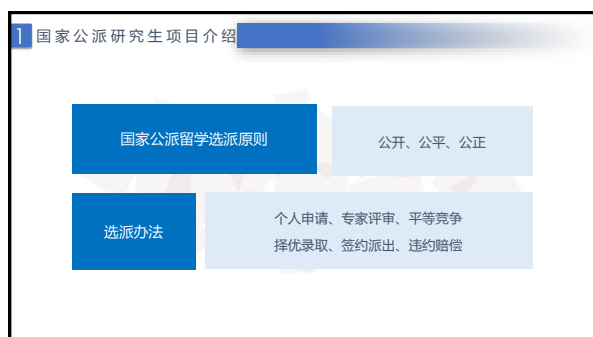 1 国家公派研究生项目介绍
国家公派留学选派原则
公开、公平、公正
选派办法
个人申请、专家评审、平等竞争
择优录取、签约派出、违约赔偿